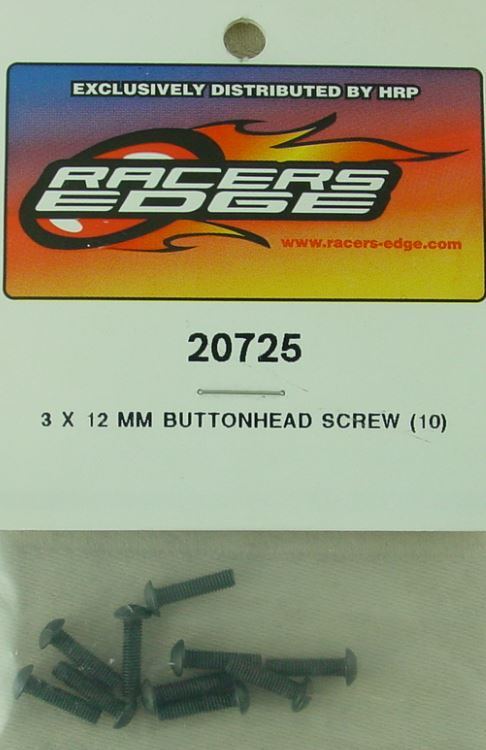 EXCLUSIVELY DISTRIBUTED BY HRP
RACERS
EDGE
www.racers-edge.com
20725
3 X 12 MM BUTTONHEAD SCREW (10)